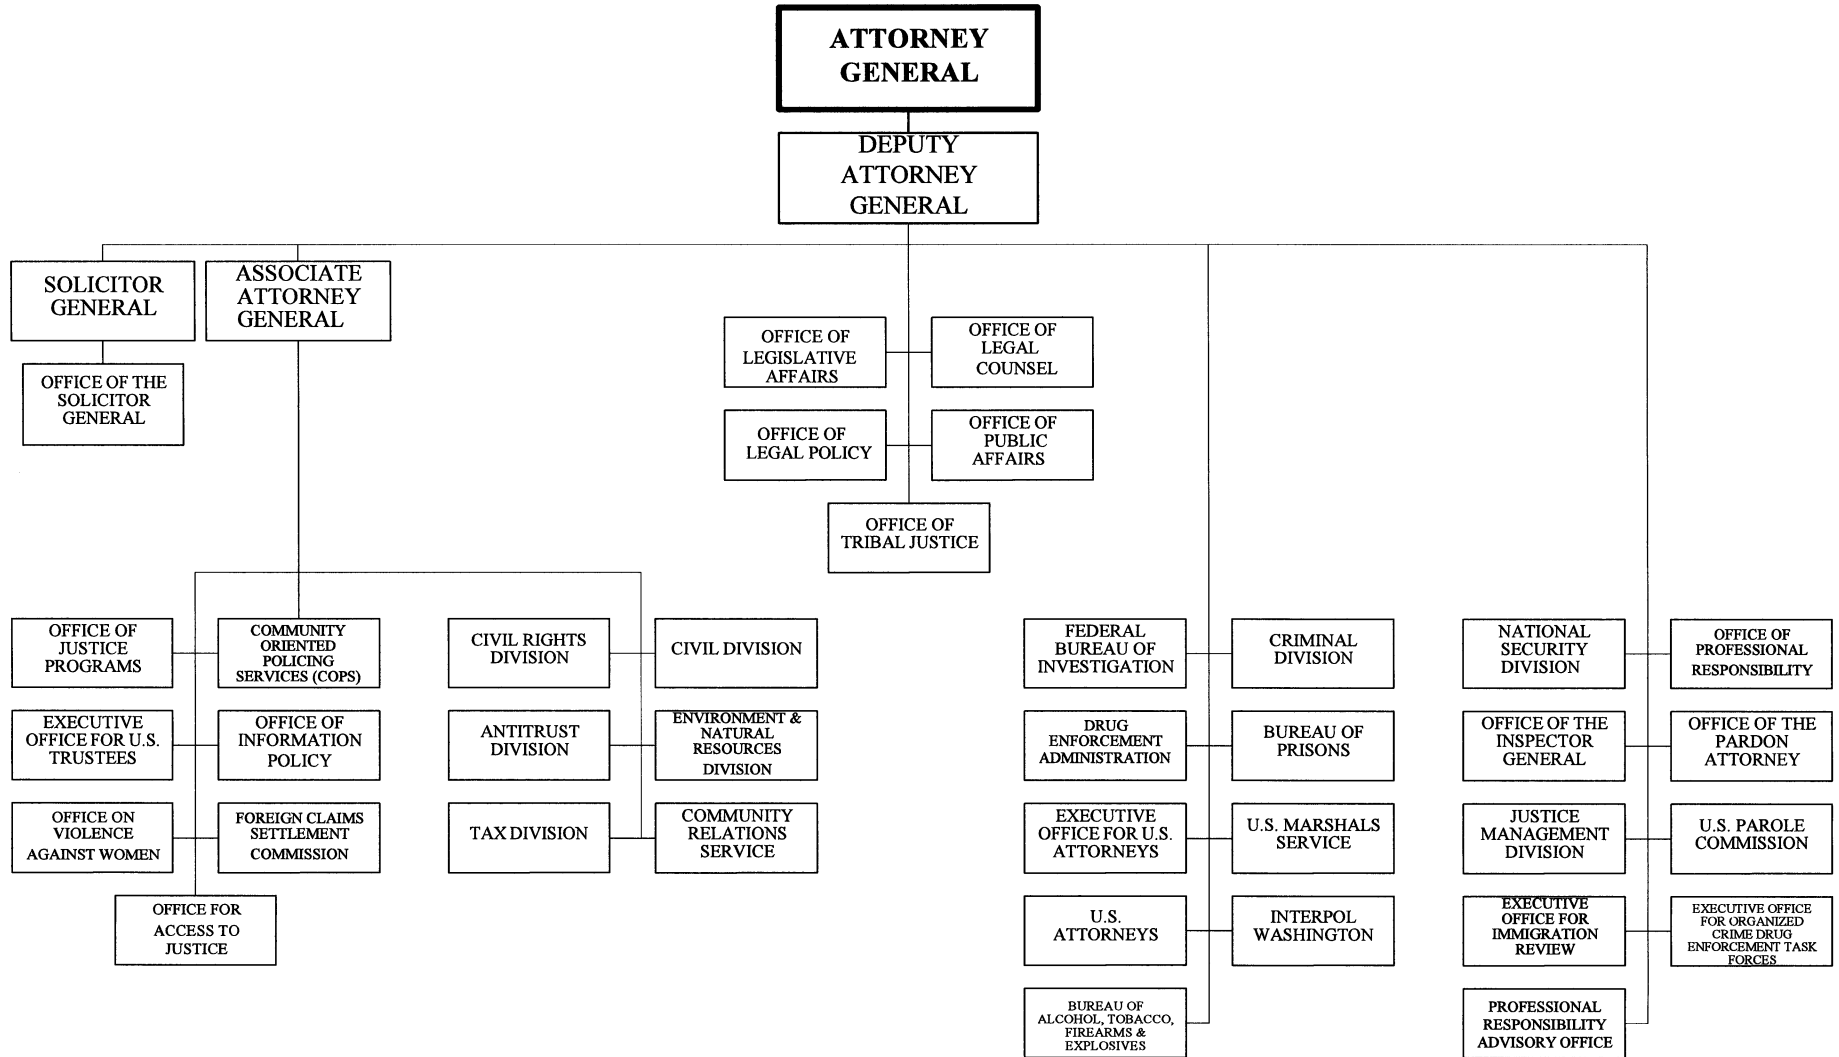 ATTORNEY
GENERAL
DEPUTY
ATTORNEY
GENERAL
SOLICITOR
GENERAL
ASSOCIATE
ATTORNEY
GENERAL
OFFICE OF THE
SOLICITOR
GENERAL
OFFICE OF
LEGISLATIVE
AFFAIRS
OFFICE OF
LEGAL
COUNSEL
OFFICE OF
LEGAL POLICY
OFFICE OF
PUBLIC
AFFAIRS
OFFICE OF
TRIBAL JUSTICE
OFFICE OF
JUSTICE
PROGRAMS
COMMUNITY
ORIENTED
POLICING
SERVICES (COPS)
EXECUTIVE
OFFICE FOR U.S.
TRUSTEES
OFFICE OF
INFORMATION
POLICY
OFFICE ON
VIOLENCE
AGAINST WOMEN
FOREIGN CLAIMS
SETTLEMENT
COMMISSION
OFFICE FOR
ACCESS TO
JUSTICE
CIVIL RIGHTS
DIVISION
CIVIL DIVISION
ANTITRUST
DIVISION
ENVIRONMENT &
NATURAL
RESOURCES
DIVISION
TAX DIVISION
COMMUNITY
RELATIONS
SERVICE
FEDERAL
BUREAU OF
INVESTIGATION
CRIMINAL
DIVISION
DRUG
ENFORCEMENT
ADMINISTRATION
BUREAU OF
PRISONS
EXECUTIVE
OFFICE FOR U.S.
ATTORNEYS
U.S. MARSHALS
SERVICE
U.S.
ATTORNEYS
INTERPOL
WASHINGTON
BUREAU OF
ALCOHOL, TOBACCO,
FIREARMS &
EXPLOSIVES
NATIONAL
SECURITY
DIVISION
OFFICE OF
PROFESSIONAL
RESPONSIBILITY
OFFICE OF THE
INSPECTOR
GENERAL
OFFICE OF THE
PARDON
ATTORNEY
JUSTICE
MANAGEMENT
DIVISION
U.S. PAROLE
COMMISSION
EXECUTIVE
OFFICE FOR
IMMIGRATION
REVIEW
EXECUTIVE OFFICE
FOR ORGANIZED
CRIME DRUG
ENFORCEMENT TASK
FORCES
PROFESSIONAL
RESPONSIBILITY
ADVISORY OFFICE